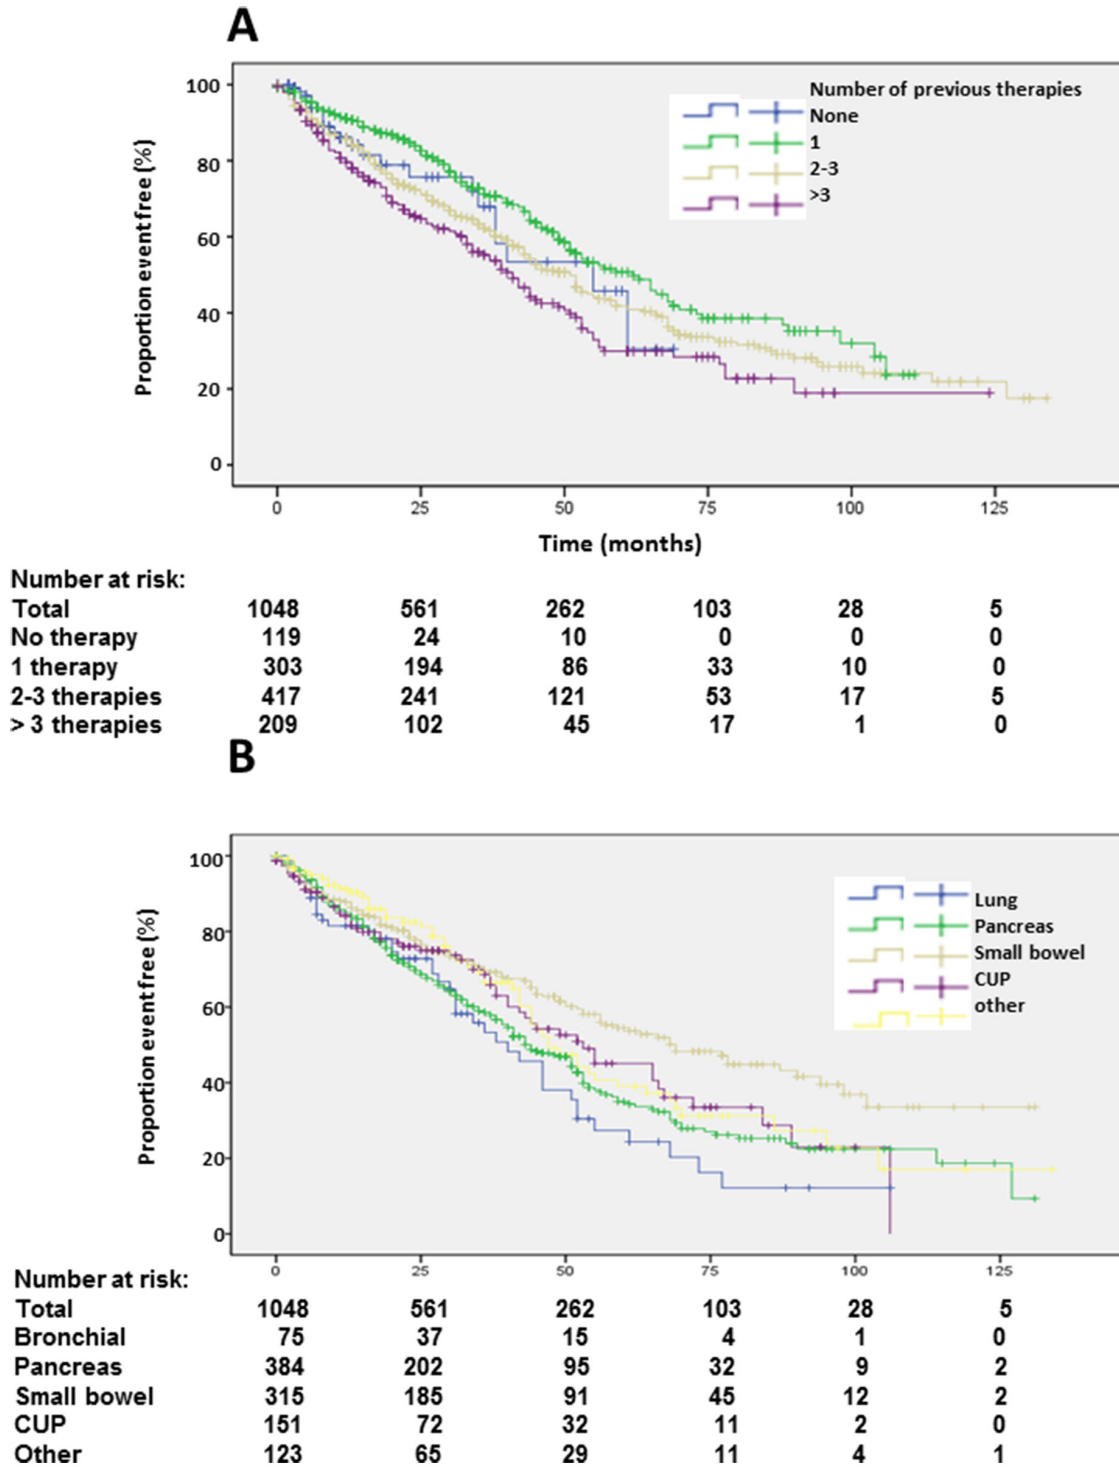 A
Proportion event free (%)
100
80
60
40
20
0
Number of previous therapies
None
1
2-3
>3
0 25 50 75 100 125
Time (months)
Number at risk:
Total 1048 561 262 103 28 5
No therapy 119 24 10 0 0 0
1 therapy 303 194 86 33 10 0
2-3 therapies 417 241 121 53 17 5
> 3 therapies 209 102 45 17 1 0
B
Proportion event free (%)
100
80
60
40
20
0
Lung
Pancreas
Small bowel
CUP
other
0 25 50 75 100 125
Number at risk:
Total 1048 561 262 103 28 5
Bronchial 75 37 15 4 1 0
Pancreas 384 202 95 32 9 2
Small bowel 315 185 91 45 12 2
CUP 151 72 32 11 2 0
Other 123 65 29 11 4 1